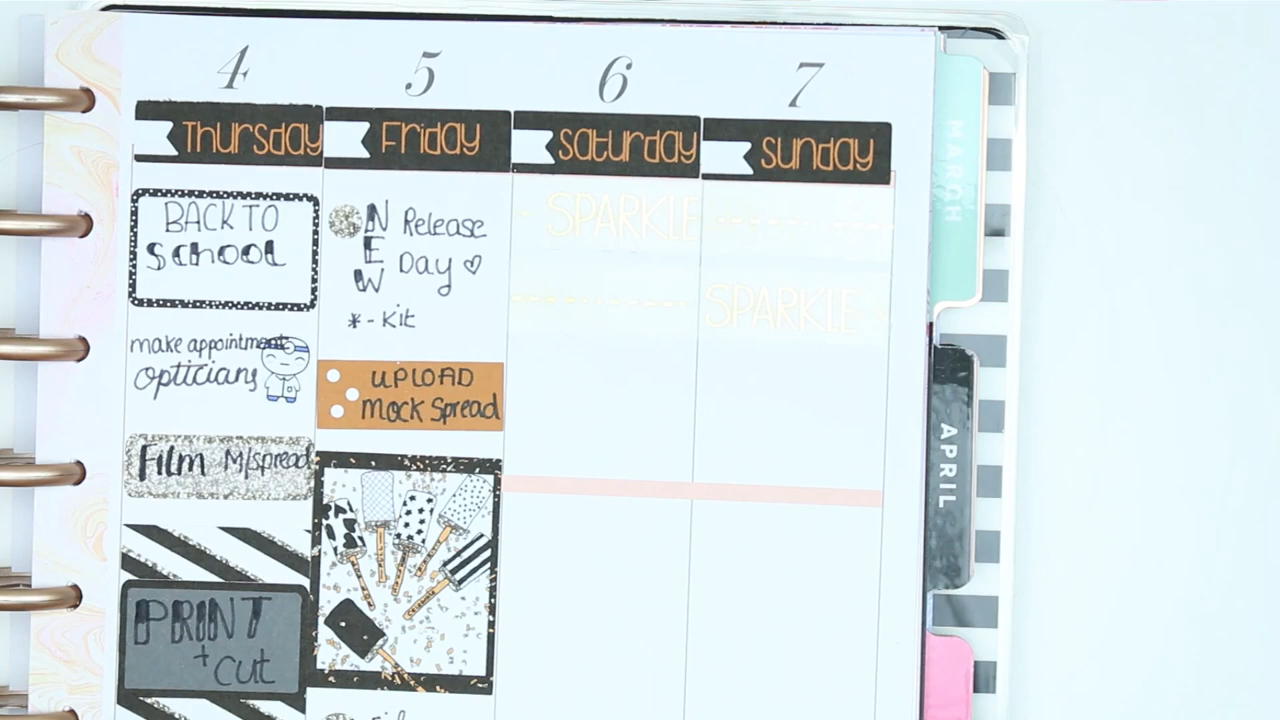 4 5 6 7
Thursday Friday Saturday Sunday
BACK TO
School
make appointment
opticians
Film M/spread
PRINT
+ Cut
NEW Release
Day ♡
* - Kit
UPLOAD
Mock Spread
SPARKLE
SPARKLE
MARCH
APRIL